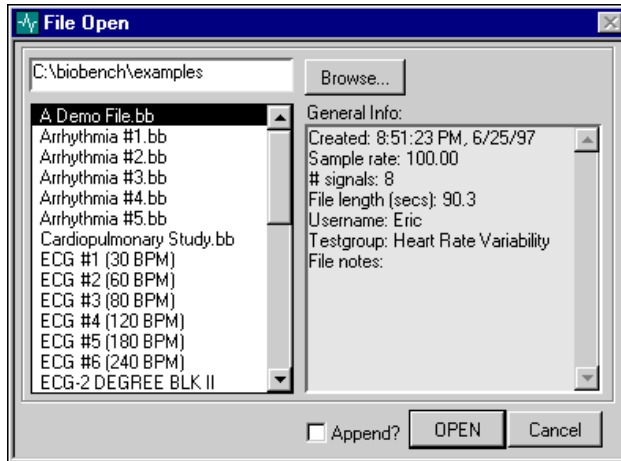 File Open
C:\biobench\examples
Browse...
A Demo File.bb
Arrhythmia #1.bb
Arrhythmia #2.bb
Arrhythmia #3.bb
Arrhythmia #4.bb
Arrhythmia #5.bb
Cardiopulmonary Study.bb
ECG #1 (30 BPM)
ECG #2 (60 BPM)
ECG #3 (80 BPM)
ECG #4 (120 BPM)
ECG #5 (180 BPM)
ECG #6 (240 BPM)
ECG-2 DEGREE BLK II
General Info:
Created: 8:51:23 PM, 6/25/97
Sample rate: 100.00
# signals: 8
File length (secs): 90.3
Username: Eric
Testgroup: Heart Rate Variability
File notes:
Append?
OPEN
Cancel